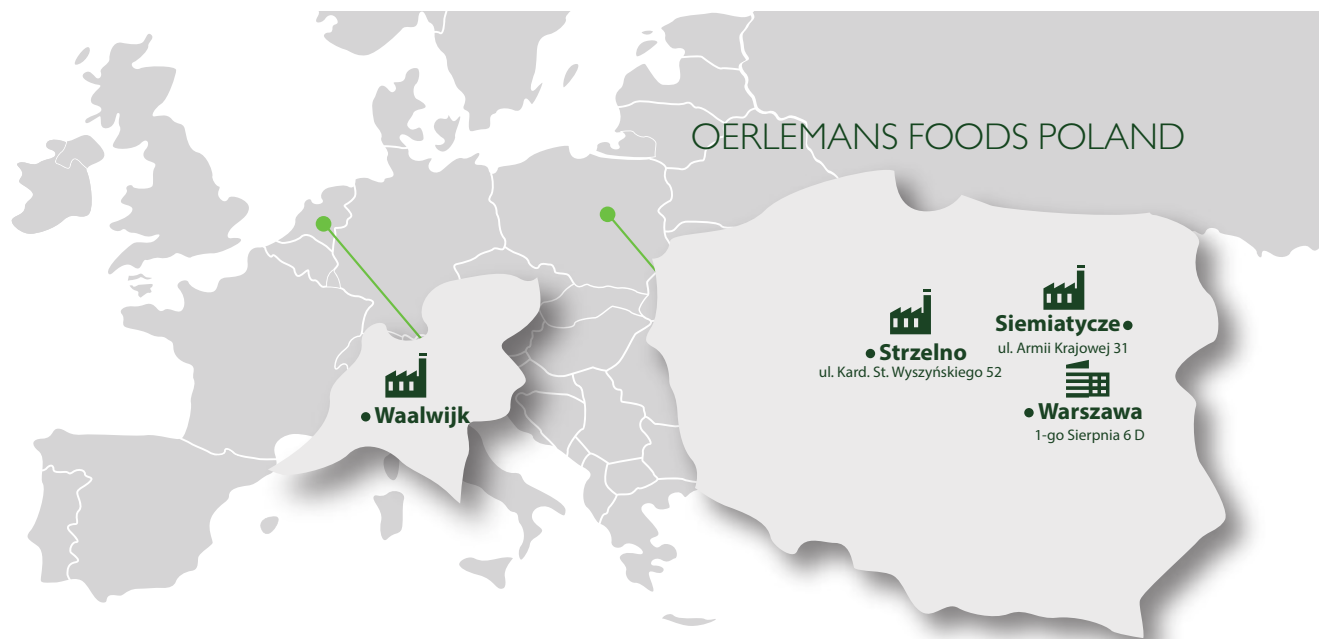 OERLEMANS FOODS POLAND
Siemiatycze
ul. Armii Krajowej 31
Strzelno
ul. Kard. St. Wyszyńskiego 52
Warszawa
1-go Sierpnia 6 D
Waalwijk